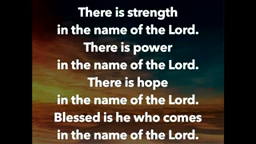 There is strength
in the name of the Lord.
There is power
in the name of the Lord.
There is hope
in the name of the Lord.
Blessed is he who comes
in the name of the Lord.